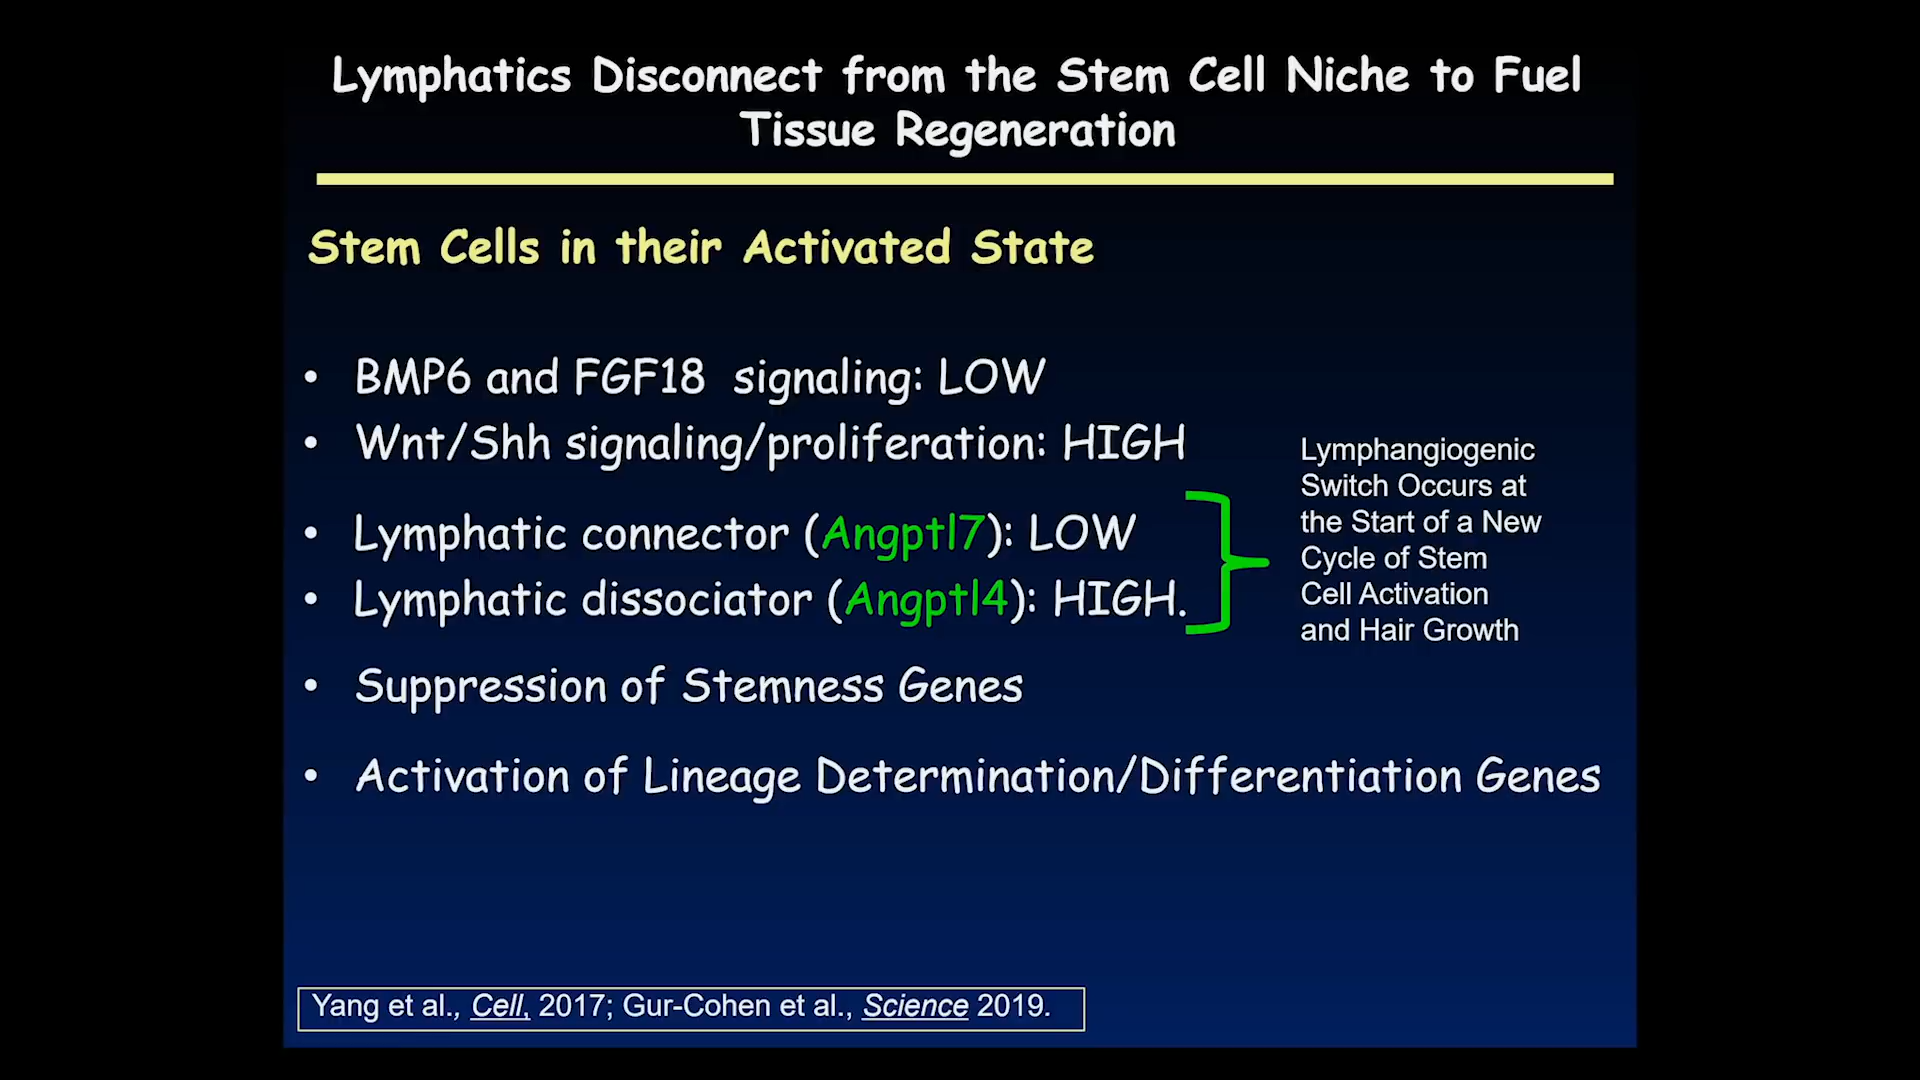 Lymphatics Disconnect from the Stem Cell Niche to Fuel
Tissue Regeneration
Stem Cells in their Activated State
• BMP6 and FGF18 signaling: LOW
• Wnt/Shh signaling/proliferation: HIGH
• Lymphatic connector (Angptl7): LOW
• Lymphatic dissociator (Angptl4): HIGH.
Lymphangiogenic
Switch Occurs at
the Start of a New
Cycle of Stem
Cell Activation
and Hair Growth
• Suppression of Stemness Genes
• Activation of Lineage Determination/Differentiation Genes
Yang et al., Cell, 2017; Gur-Cohen et al., Science 2019.